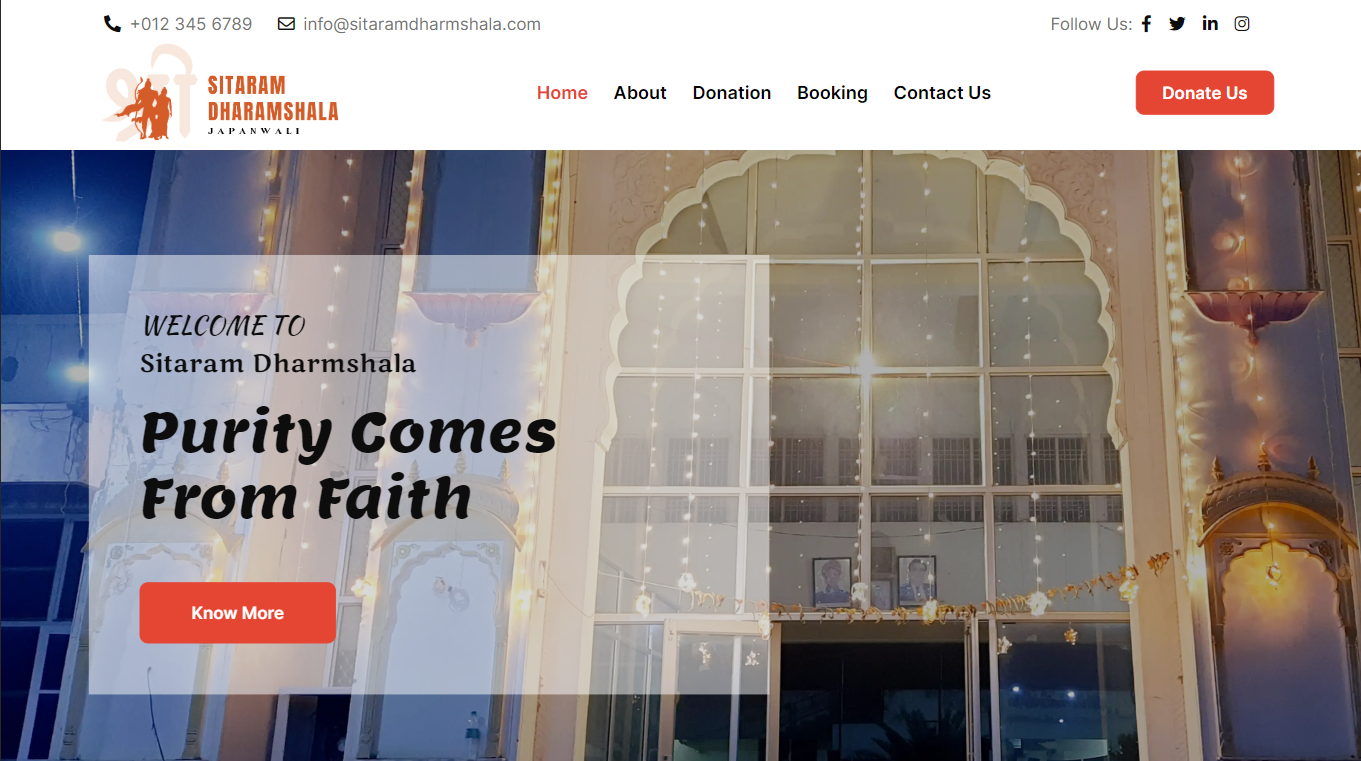 +012 345 6789 info@sitaramdharmshala.com Follow Us:
श्री
SITARAM
DHARAMSHALA
JAPANWALI
Home About Donation Booking Contact Us Donate Us
WELCOME TO
Sitaram Dharmshala
Purity Comes
From Faith
Know More